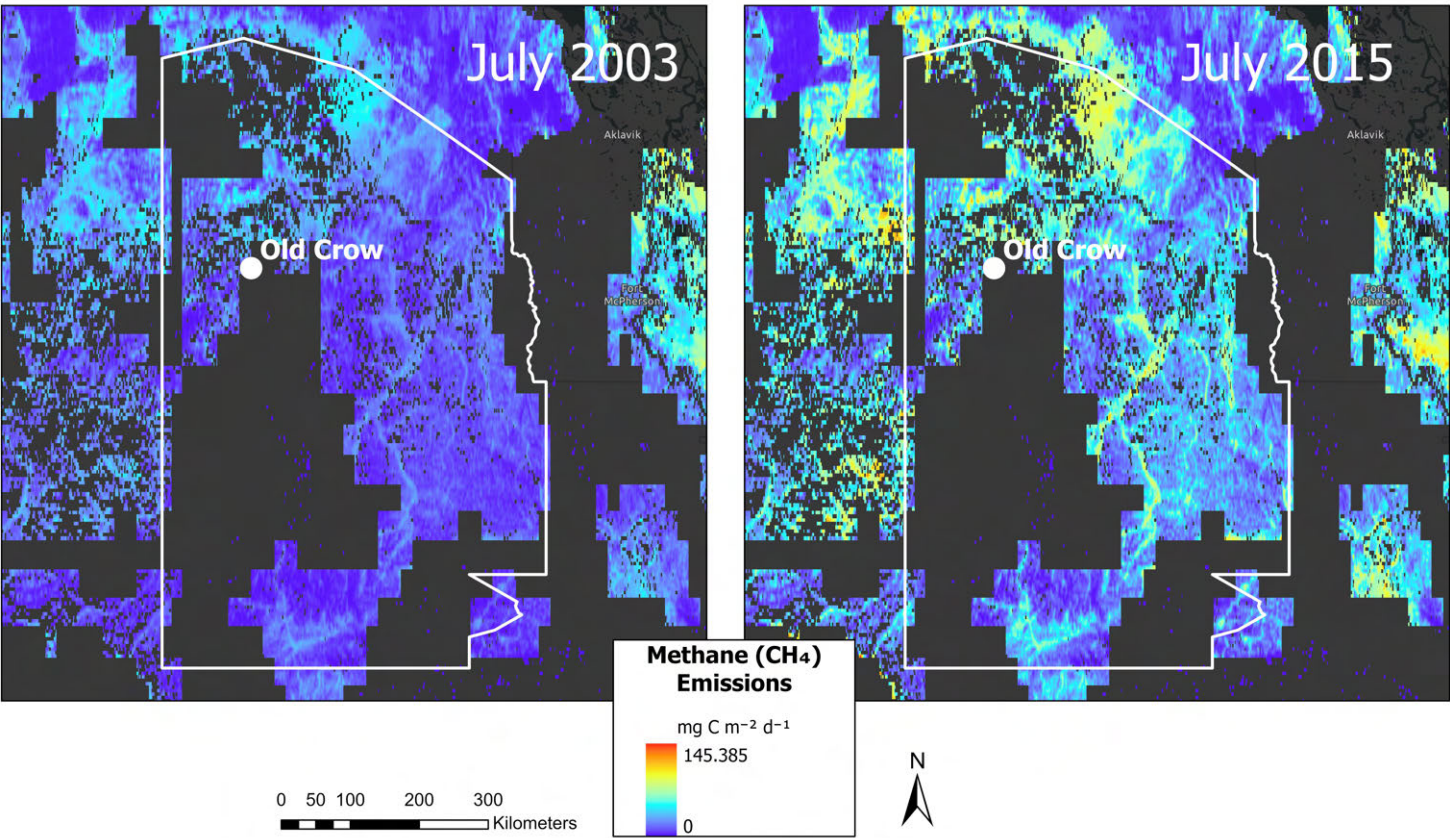 July 2003
Aklavik
Old Crow
Fort
McPherson
July 2015
Aklavik
Old Crow
Fort
McPherson
Methane (CH₄)
Emissions
mg C m⁻² d⁻¹
145.385
0
0 50 100 200 300
Kilometers
N